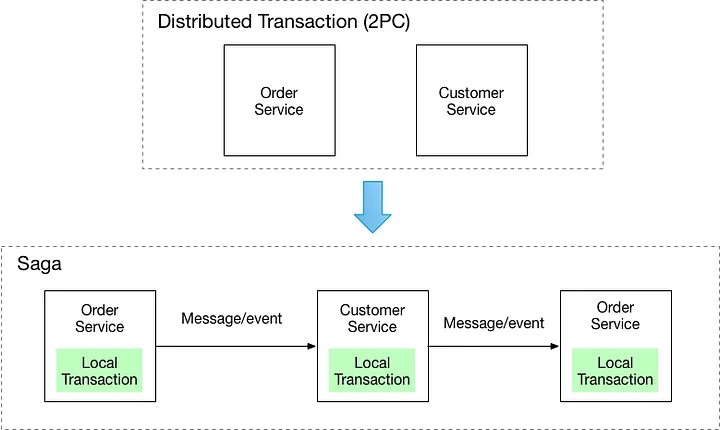 Distributed Transaction (2PC)
Order
Service
Customer
Service
Saga
Order
Service
Local
Transaction
Message/event
Customer
Service
Local
Transaction
Message/event
Order
Service
Local
Transaction